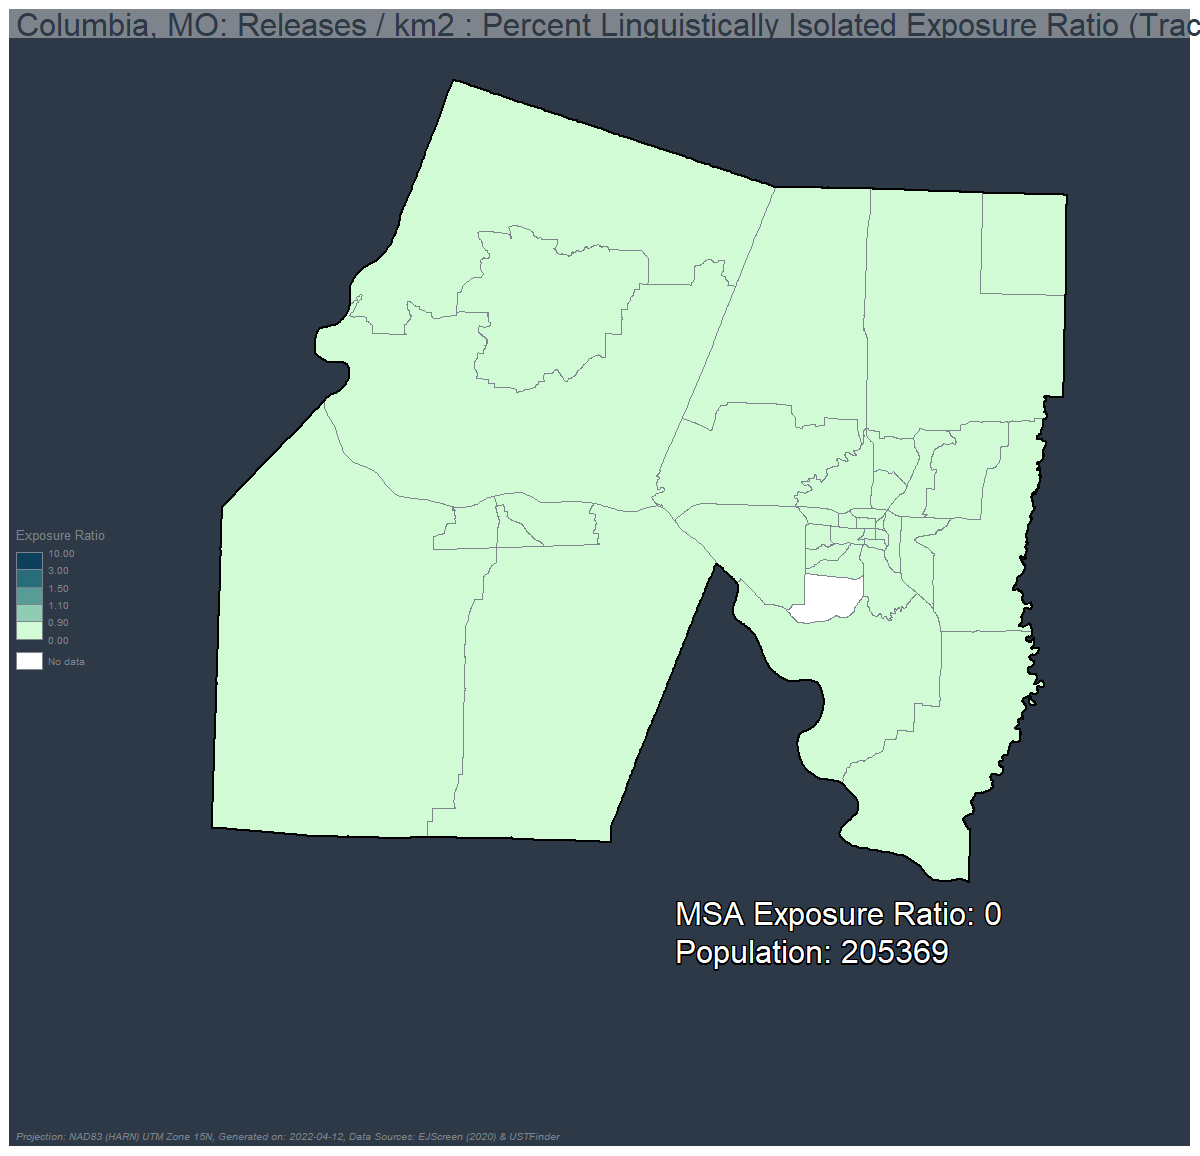 Columbia, MO: Releases / km2 : Percent Linguistically Isolated Exposure Ratio (Trac
Exposure Ratio
10.00
3.00
1.50
1.10
0.90
0.00
No data
MSA Exposure Ratio: 0
Population: 205369
Projection: NAD83 (HARN) UTM Zone 15N, Generated on: 2022-04-12, Data Sources: EJScreen (2020) & USTFinder